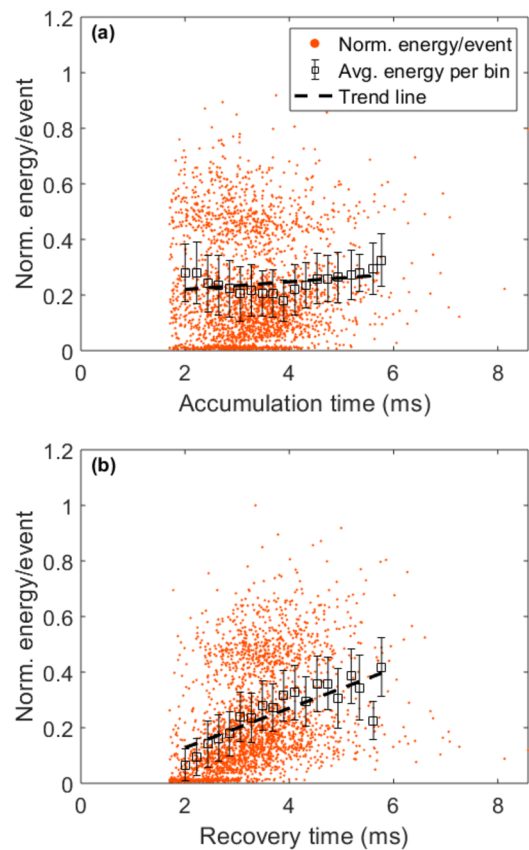 1.2
(a)
Norm. energy/event
Avg. energy per bin
Trend line
1
0.8
0.6
0.4
0.2
0
Norm. energy/event
0
2
4
6
8
Accumulation time (ms)
1.2
(b)
1
0.8
0.6
0.4
0.2
0
Norm. energy/event
0
2
4
6
8
Recovery time (ms)